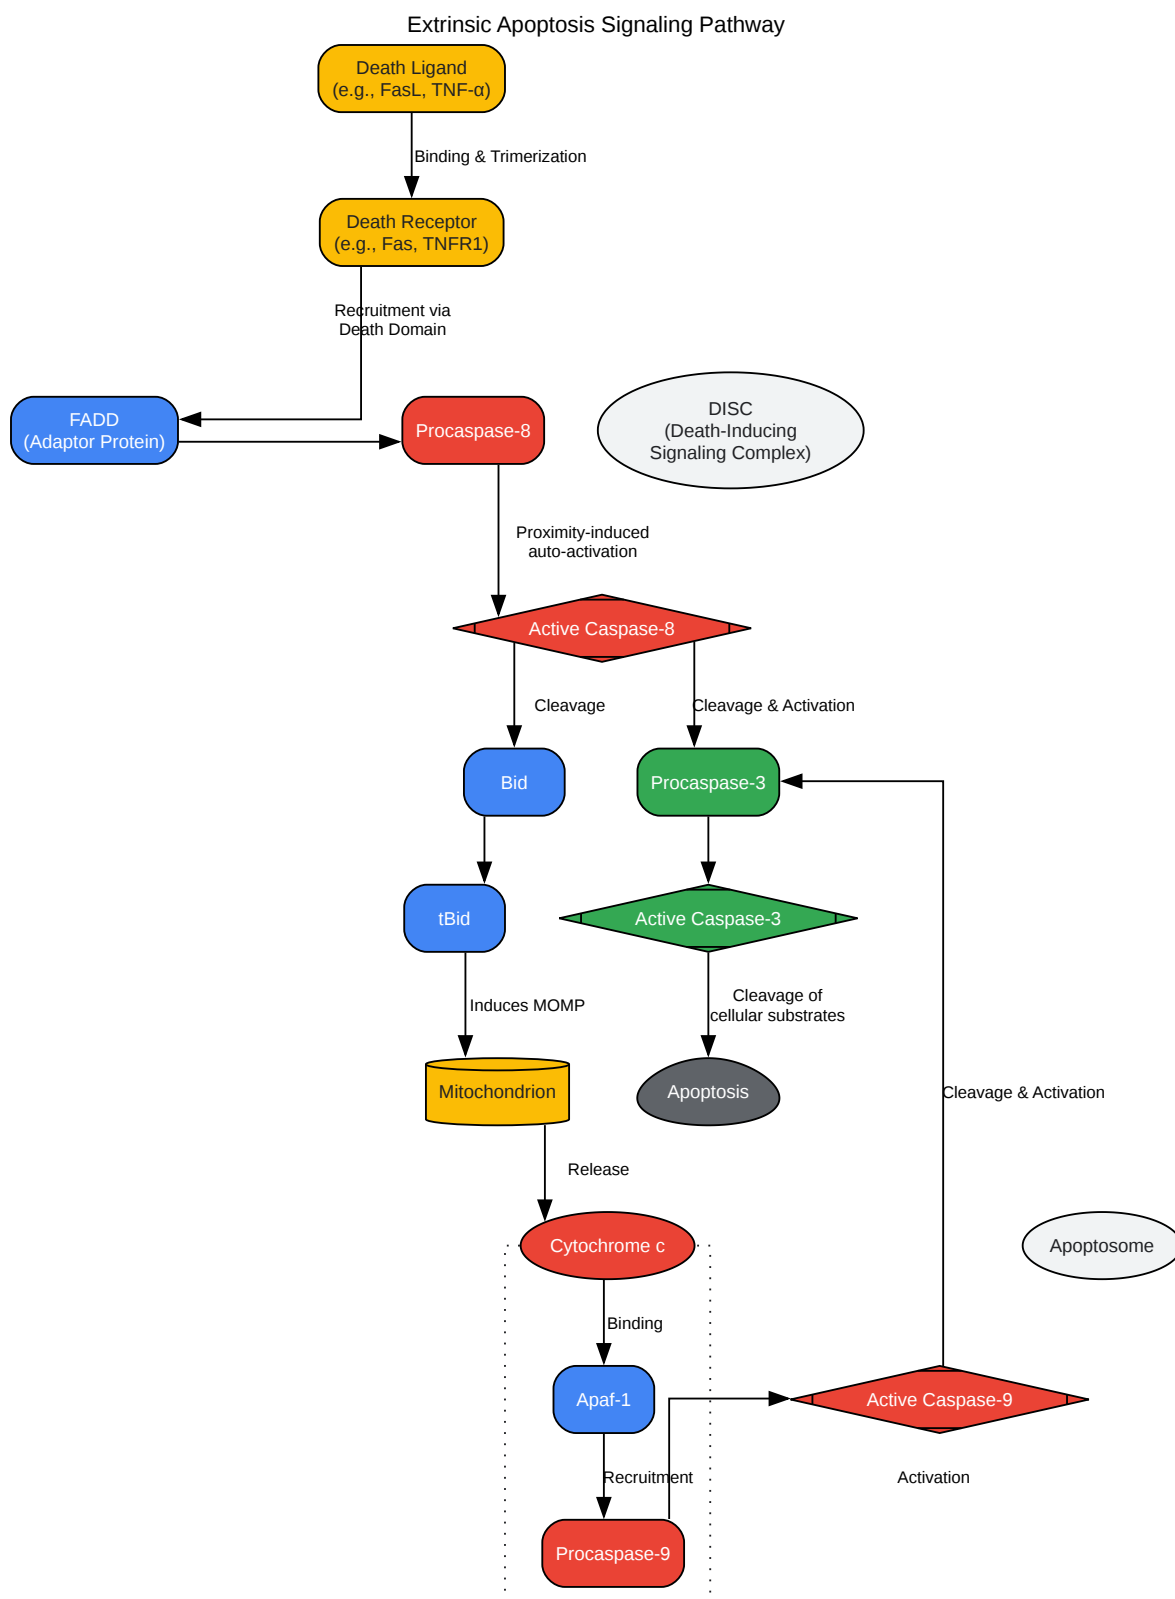 Extrinsic Apoptosis Signaling Pathway
Death Ligand
(e.g., FasL, TNF-α)
Binding & Trimerization
Death Receptor
(e.g., Fas, TNFR1)
Recruitment via
Death Domain
FADD
(Adaptor Protein)
Procaspase-8
DISC
(Death-Inducing
Signaling Complex)
Proximity-induced
auto-activation
Active Caspase-8
Cleavage
Cleavage & Activation
Bid
Procaspase-3
tBid
Active Caspase-3
Induces MOMP
Cleavage of
cellular substrates
Mitochondrion
Apoptosis
Cleavage & Activation
Release
Cytochrome c
Apoptosome
Binding
Apaf-1
Active Caspase-9
Recruitment
Activation
Procaspase-9